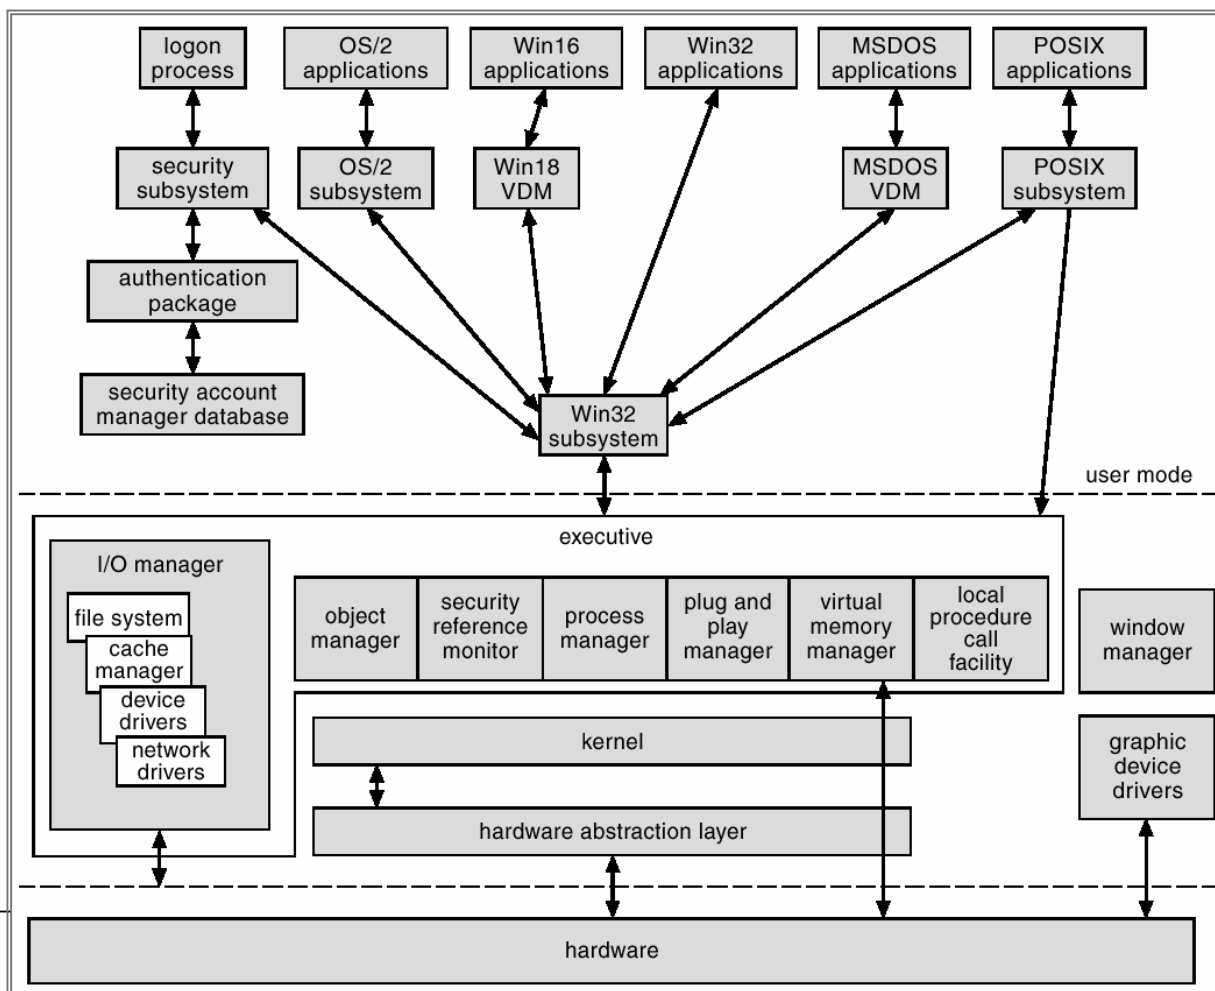 logon
process
OS/2
applications
Win16
applications
Win32
applications
MSDOS
applications
POSIX
applications
security
subsystem
OS/2
subsystem
Win18
VDM
MSDOS
VDM
POSIX
subsystem
authentication
package
security account
manager database
Win32
subsystem
user mode
executive
I/O manager
file system
cache
manager
device
drivers
network
drivers
object
manager
security
reference
monitor
process
manager
plug and
play
manager
virtual
memory
manager
local
procedure
call
facility
window
manager
kernel
graphic
device
drivers
hardware abstraction layer
hardware